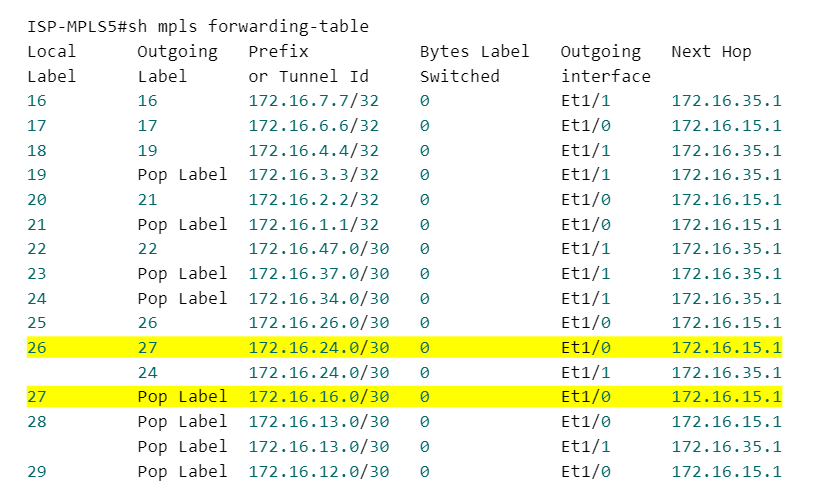 ISP-MPLS5#sh mpls forwarding-table
Local Outgoing Prefix Bytes Label Outgoing Next Hop
Label Label or Tunnel Id Switched interface
16 16 172.16.7.7/32 0 Et1/1 172.16.35.1
17 17 172.16.6.6/32 0 Et1/0 172.16.15.1
18 19 172.16.4.4/32 0 Et1/1 172.16.35.1
19 Pop Label 172.16.3.3/32 0 Et1/1 172.16.35.1
20 21 172.16.2.2/32 0 Et1/0 172.16.15.1
21 Pop Label 172.16.1.1/32 0 Et1/0 172.16.15.1
22 22 172.16.47.0/30 0 Et1/1 172.16.35.1
23 Pop Label 172.16.37.0/30 0 Et1/1 172.16.35.1
24 Pop Label 172.16.34.0/30 0 Et1/1 172.16.35.1
25 26 172.16.26.0/30 0 Et1/0 172.16.15.1
26 27 172.16.24.0/30 0 Et1/0 172.16.15.1
24 172.16.24.0/30 0 Et1/1 172.16.35.1
27 Pop Label 172.16.16.0/30 0 Et1/0 172.16.15.1
28 Pop Label 172.16.13.0/30 0 Et1/0 172.16.15.1
Pop Label 172.16.13.0/30 0 Et1/1 172.16.35.1
29 Pop Label 172.16.12.0/30 0 Et1/0 172.16.15.1